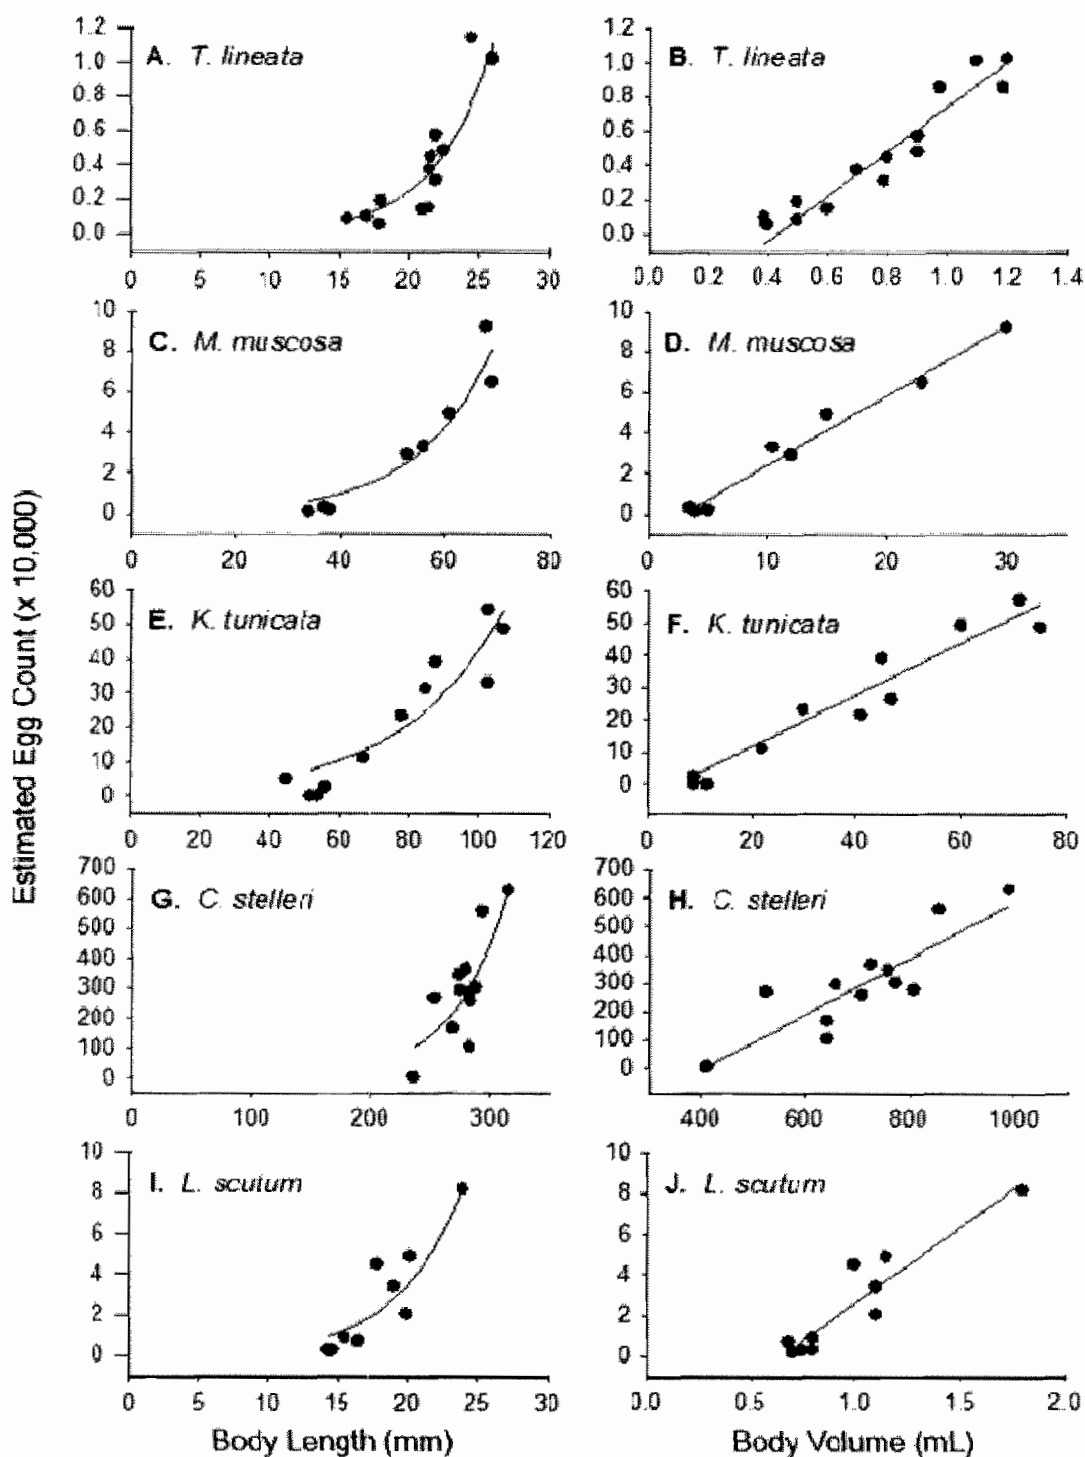 Estimated Egg Count (x 10,000)
A. T. lineata
1.2
1.0
0.8
0.6
0.4
0.2
0.0
0 5 10 15 20 25 30
B. T. lineata
1.2
1.0
0.8
0.6
0.4
0.2
0.0
0.0 0.2 0.4 0.6 0.8 1.0 1.2 1.4
C. M. muscosa
10
8
6
4
2
0
0 20 40 60 80
D. M. muscosa
10
8
6
4
2
0
0 10 20 30
E. K. tunicata
60
50
40
30
20
10
0
0 20 40 60 80 100 120
F. K. tunicata
60
50
40
30
20
10
0
0 20 40 60 80
G. C. stelleri
700
600
500
400
300
200
100
0
0 100 200 300
H. C. stelleri
700
600
500
400
300
200
100
0
400 600 800 1000
I. L. scutum
10
8
6
4
2
0
0 5 10 15 20 25 30
Body Length (mm)
J. L. scutum
10
8
6
4
2
0
0.0 0.5 1.0 1.5 2.0
Body Volume (mL)